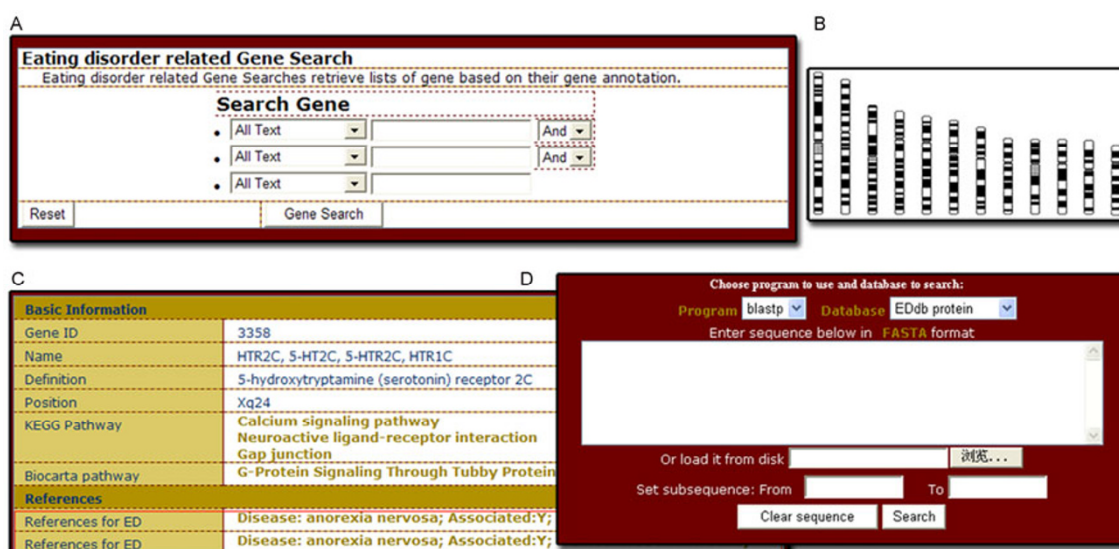 A
Eating disorder related Gene Search
Eating disorder related Gene Searches retrieve lists of gene based on their gene annotation.
Search Gene
• All Text And
• All Text And
• All Text
Reset Gene Search
B
C
Basic Information
Gene ID 3358
Name HTR2C, 5-HT2C, 5-HTR2C, HTR1C
Definition 5-hydroxytryptamine (serotonin) receptor 2C
Position Xq24
KEGG Pathway Calcium signaling pathway
Neuroactive ligand-receptor interaction
Gap junction
Biocarta pathway G-Protein Signaling Through Tubby Protein
References
References for ED Disease: anorexia nervosa; Associated:Y;
References for ED Disease: anorexia nervosa; Associated:Y;
D
Choose program to use and database to search:
Program blastp Database EDdb protein
Enter sequence below in FASTA format
Or load it from disk 浏览...
Set subsequence: From To
Clear sequence Search